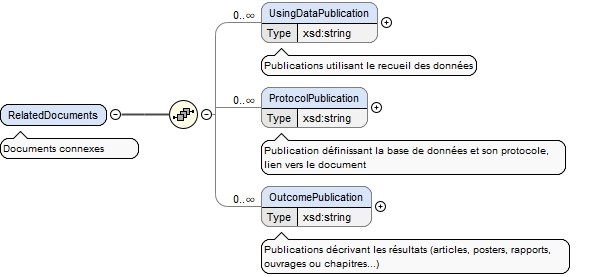 0..∞ UsingDataPublication
Type xsd:string
Publications utilisant le recueil des données
0..∞ ProtocolPublication
Type xsd:string
RelatedDocuments
Documents connexes
Publication définissant la base de données et son protocole,
lien vers le document
0..∞ OutcomePublication
Type xsd:string
Publications décrivant les résultats (articles, posters, rapports,
ouvrages ou chapitres...)